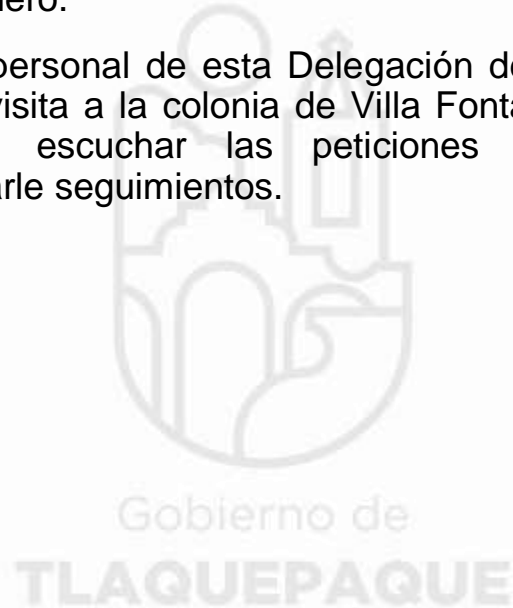 nero.
personal de esta Delegación de
visita a la colonia de Villa Fonta
escuchar las peticiones
arle seguimientos.
Gobierno de
TLAQUEPAQUE